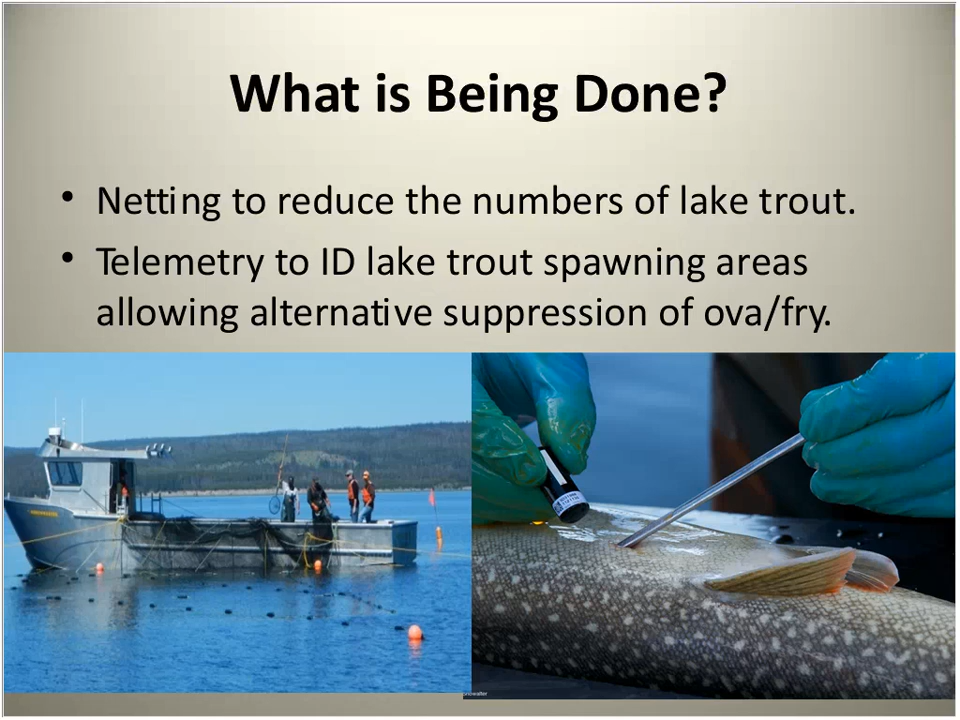 What is Being Done?
• Netting to reduce the numbers of lake trout.
• Telemetry to ID lake trout spawning areas
allowing alternative suppression of ova/fry.